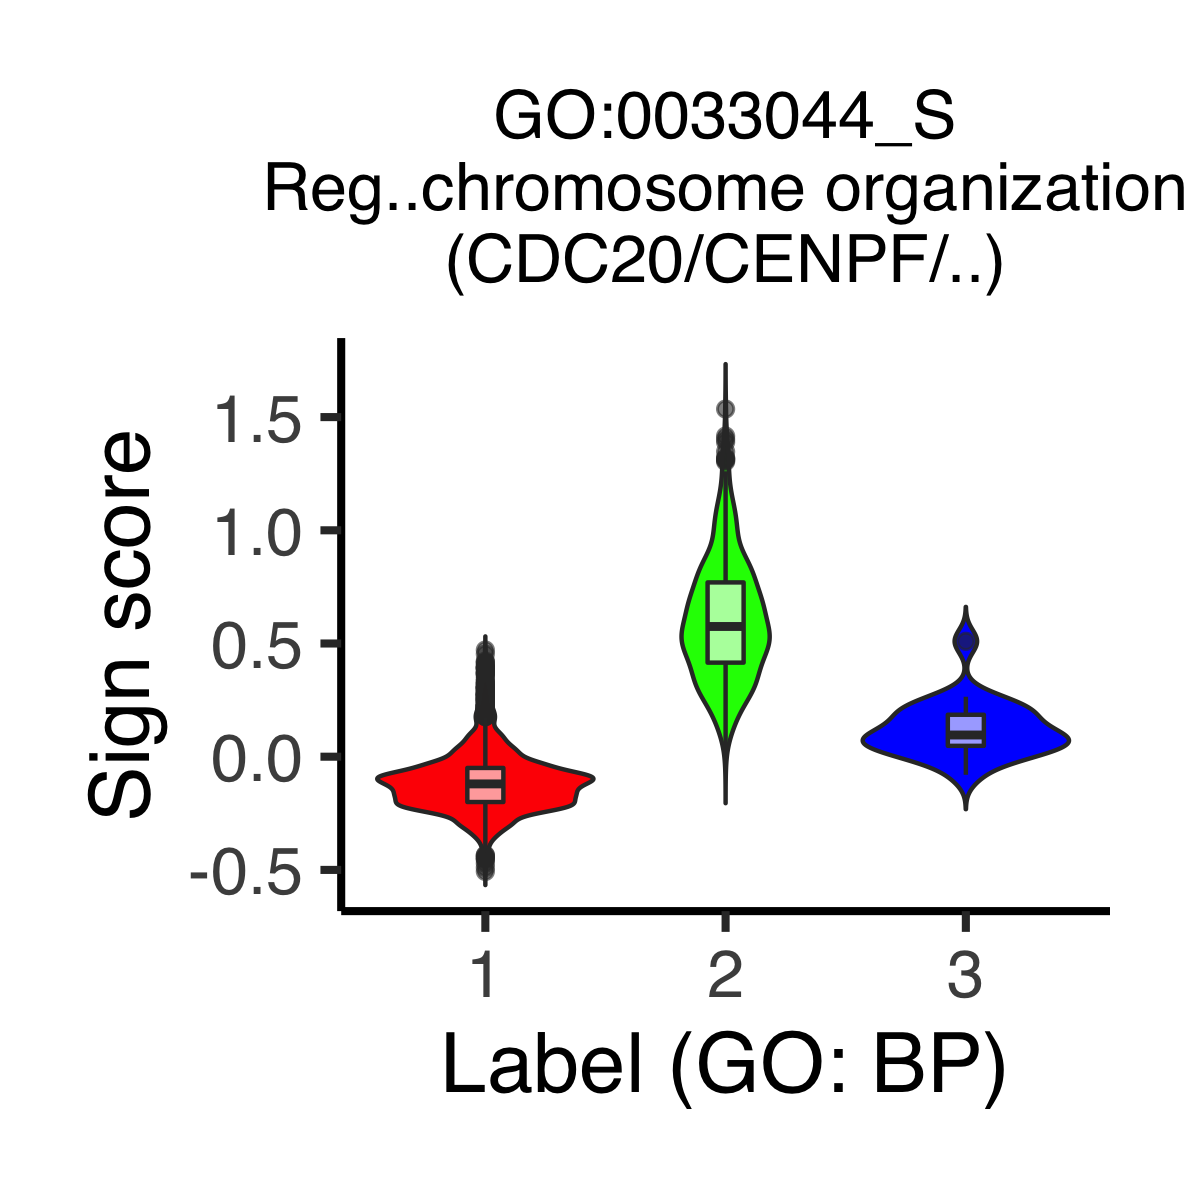 GO:0033044_S
Reg..chromosome organization
(CDC20/CENPF/..)
Sign score
1.5
1.0
0.5
0.0
-0.5
1 2 3
Label (GO: BP)